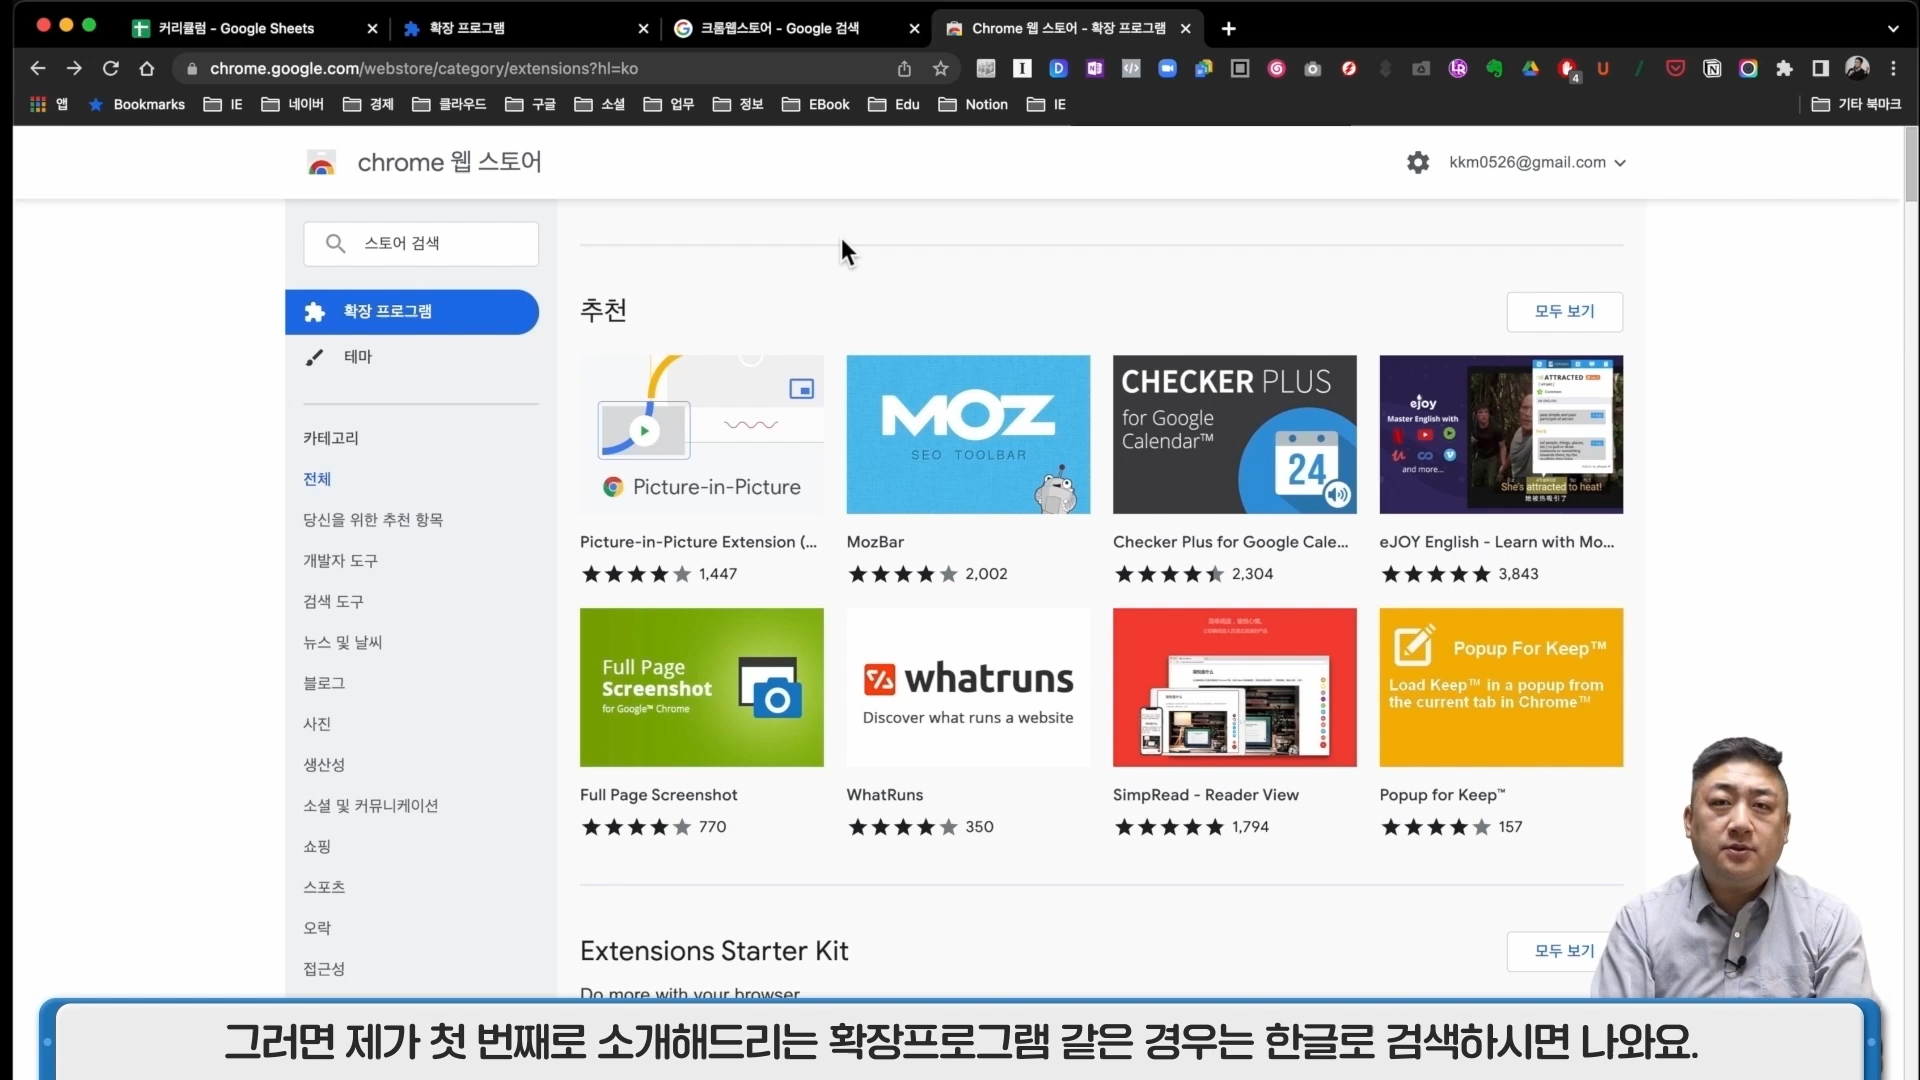 커리큘럼 - Google Sheets
확장 프로그램
크롬웹스토어 - Google 검색
Chrome 웹 스토어 - 확장 프로그램
chrome.google.com/webstore/category/extensions?hl=ko
4
앱
Bookmarks
IE
네이버
경제
클라우드
구글
소셜
업무
정보
EBook
Edu
Notion
IE
기타 북마크
chrome 웹 스토어
kkm0526@gmail.com
스토어 검색
확장 프로그램
테마
카테고리
전체
당신을 위한 추천 항목
개발자 도구
검색 도구
뉴스 및 날씨
블로그
사진
생산성
소셜 및 커뮤니케이션
쇼핑
스포츠
오락
접근성
추천
모두 보기
Picture-in-Picture
MOZ
SEO TOOLBAR
CHECKER PLUS
for Google
Calendar™
24
ejoy
Master English with
and more...
ATTRACTED
She's attracted to heat!
Picture-in-Picture Extension (...
1,447
MozBar
2,002
Checker Plus for Google Cale...
2,304
eJOY English - Learn with Mo...
3,843
Full Page
Screenshot
for Google™ Chrome
whatruns
Discover what runs a website
Popup For Keep™
Load Keep™ in a popup from
the current tab in Chrome™
Full Page Screenshot
770
WhatRuns
350
SimpRead - Reader View
1,794
Popup for Keep™
157
Extensions Starter Kit
모두 보기
Do more with your browser
그러면 제가 첫 번째로 소개해드리는 확장프로그램 같은 경우는 한글로 검색하시면 나와요.